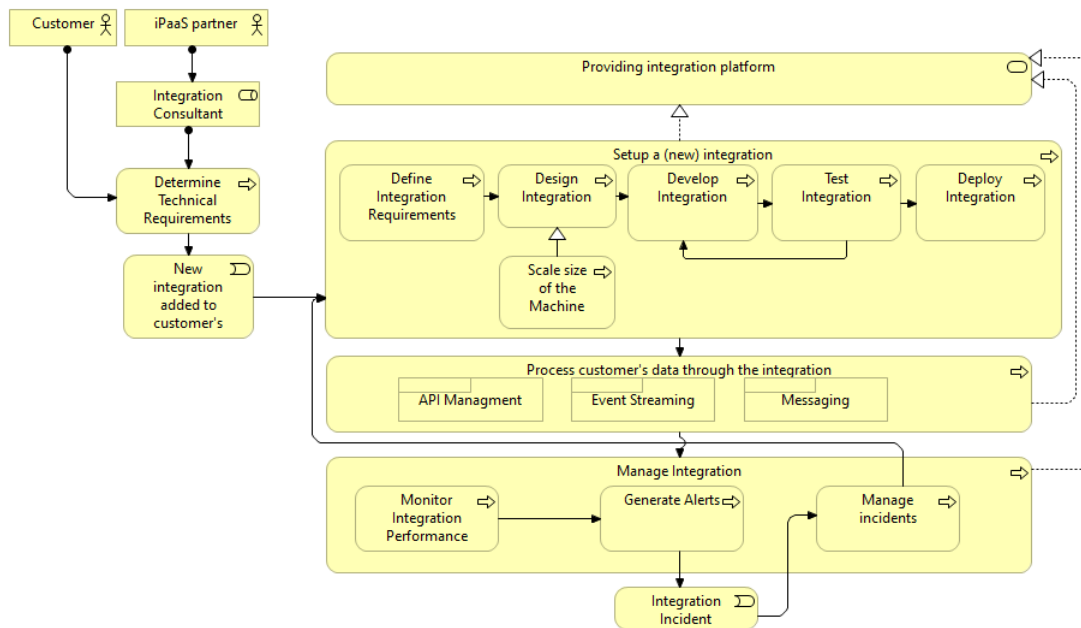 Customer
iPaaS partner
Integration
Consultant
Determine
Technical
Requirements
New
integration
added to
customer's
Providing integration platform
Setup a (new) integration
Define
Integration
Requirements
Design
Integration
Develop
Integration
Test
Integration
Deploy
Integration
Scale size
of the
Machine
Process customer's data through the integration
API Managment
Event Streaming
Messaging
Manage Integration
Monitor
Integration
Performance
Generate Alerts
Manage
incidents
Integration
Incident